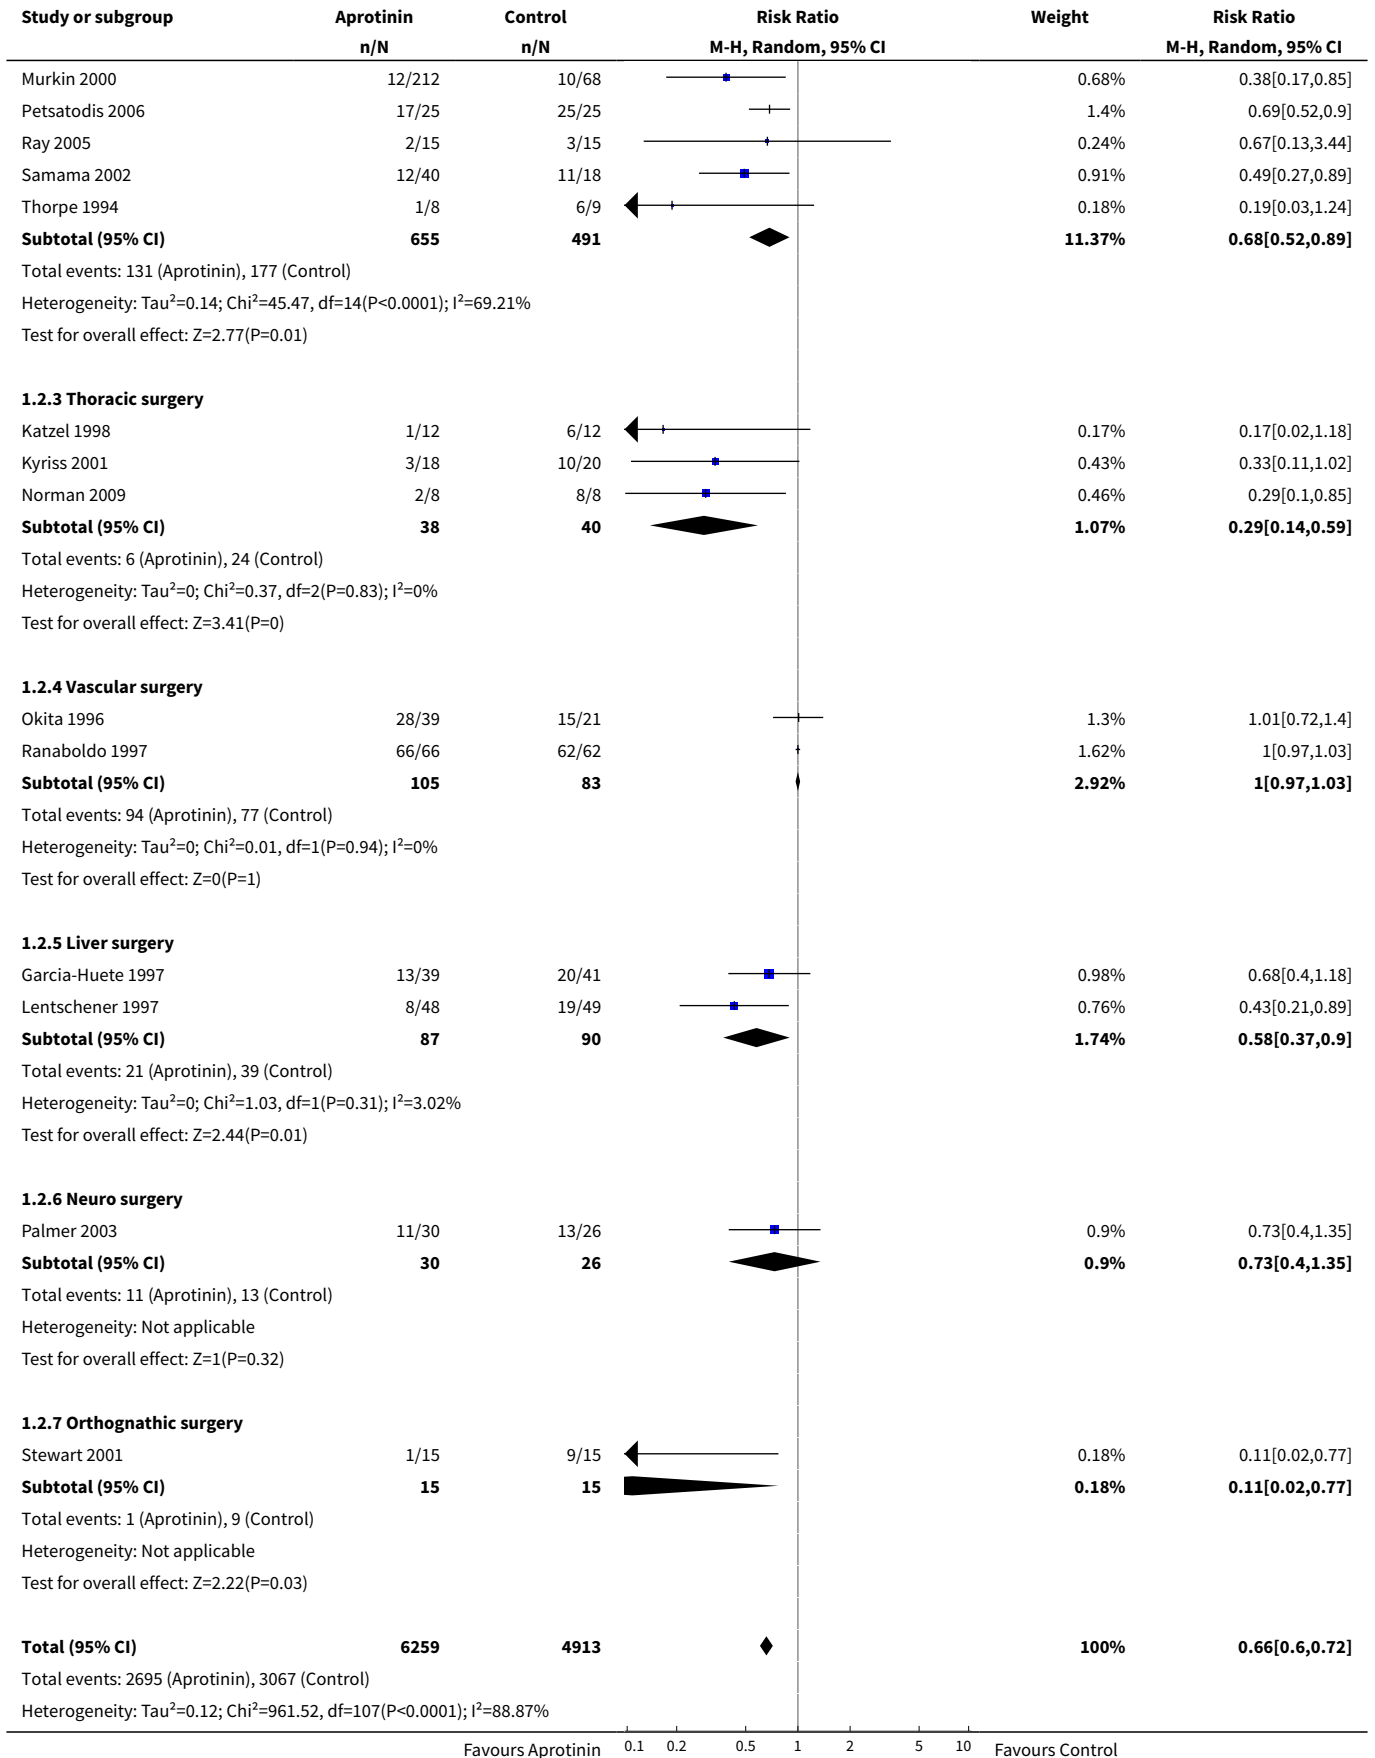 Study or subgroup Aprotinin Control Risk Ratio Weight Risk Ratio
n/N n/N M-H, Random, 95% CI M-H, Random, 95% CI
Murkin 2000 12/212 10/68 0.68% 0.38[0.17,0.85]
Petsatodis 2006 17/25 25/25 1.4% 0.69[0.52,0.9]
Ray 2005 2/15 3/15 0.24% 0.67[0.13,3.44]
Samama 2002 12/40 11/18 0.91% 0.49[0.27,0.89]
Thorpe 1994 1/8 6/9 0.18% 0.19[0.03,1.24]
Subtotal (95% CI) 655 491 11.37% 0.68[0.52,0.89]
Total events: 131 (Aprotinin), 177 (Control)
Heterogeneity: Tau²=0.14; Chi²=45.47, df=14(P<0.0001); I²=69.21%
Test for overall effect: Z=2.77(P=0.01)
1.2.3 Thoracic surgery
Katzel 1998 1/12 6/12 0.17% 0.17[0.02,1.18]
Kyriss 2001 3/18 10/20 0.43% 0.33[0.11,1.02]
Norman 2009 2/8 8/8 0.46% 0.29[0.1,0.85]
Subtotal (95% CI) 38 40 1.07% 0.29[0.14,0.59]
Total events: 6 (Aprotinin), 24 (Control)
Heterogeneity: Tau²=0; Chi²=0.37, df=2(P=0.83); I²=0%
Test for overall effect: Z=3.41(P=0)
1.2.4 Vascular surgery
Okita 1996 28/39 15/21 1.3% 1.01[0.72,1.4]
Ranaboldo 1997 66/66 62/62 1.62% 1[0.97,1.03]
Subtotal (95% CI) 105 83 2.92% 1[0.97,1.03]
Total events: 94 (Aprotinin), 77 (Control)
Heterogeneity: Tau²=0; Chi²=0.01, df=1(P=0.94); I²=0%
Test for overall effect: Z=0(P=1)
1.2.5 Liver surgery
Garcia-Huete 1997 13/39 20/41 0.98% 0.68[0.4,1.18]
Lentschener 1997 8/48 19/49 0.76% 0.43[0.21,0.89]
Subtotal (95% CI) 87 90 1.74% 0.58[0.37,0.9]
Total events: 21 (Aprotinin), 39 (Control)
Heterogeneity: Tau²=0; Chi²=1.03, df=1(P=0.31); I²=3.02%
Test for overall effect: Z=2.44(P=0.01)
1.2.6 Neuro surgery
Palmer 2003 11/30 13/26 0.9% 0.73[0.4,1.35]
Subtotal (95% CI) 30 26 0.9% 0.73[0.4,1.35]
Total events: 11 (Aprotinin), 13 (Control)
Heterogeneity: Not applicable
Test for overall effect: Z=1(P=0.32)
1.2.7 Orthognathic surgery
Stewart 2001 1/15 9/15 0.18% 0.11[0.02,0.77]
Subtotal (95% CI) 15 15 0.18% 0.11[0.02,0.77]
Total events: 1 (Aprotinin), 9 (Control)
Heterogeneity: Not applicable
Test for overall effect: Z=2.22(P=0.03)
Total (95% CI) 6259 4913 100% 0.66[0.6,0.72]
Total events: 2695 (Aprotinin), 3067 (Control)
Heterogeneity: Tau²=0.12; Chi²=961.52, df=107(P<0.0001); I²=88.87%
Favours Aprotinin 0.1 0.2 0.5 1 2 5 10 Favours Control